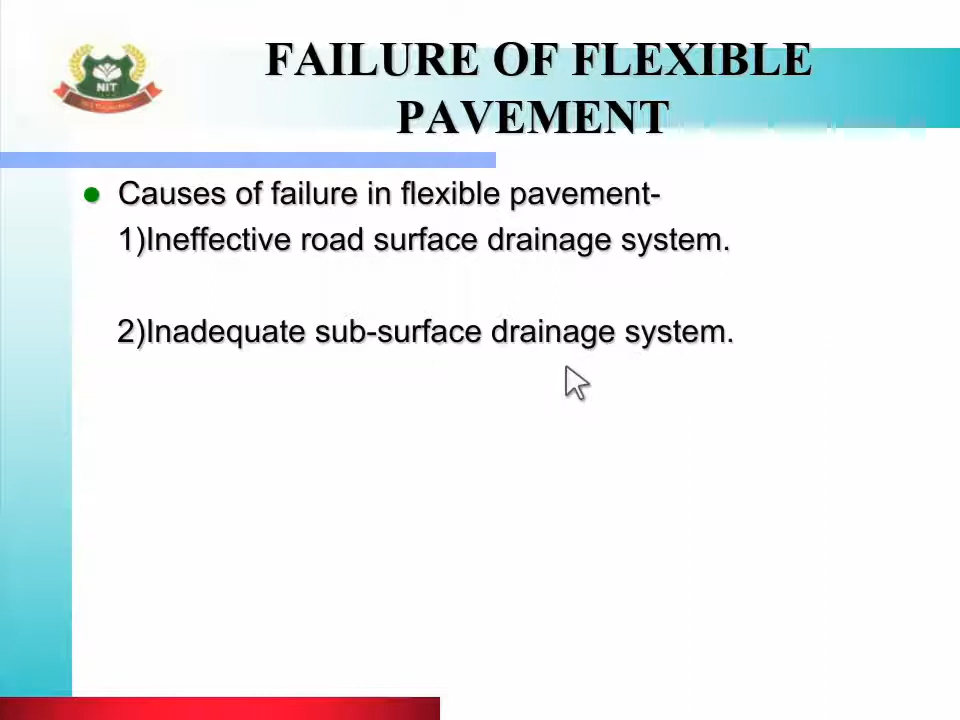 NIT
FAILURE OF FLEXIBLE
PAVEMENT
Causes of failure in flexible pavement-
1)Ineffective road surface drainage system.
2)Inadequate sub-surface drainage system.